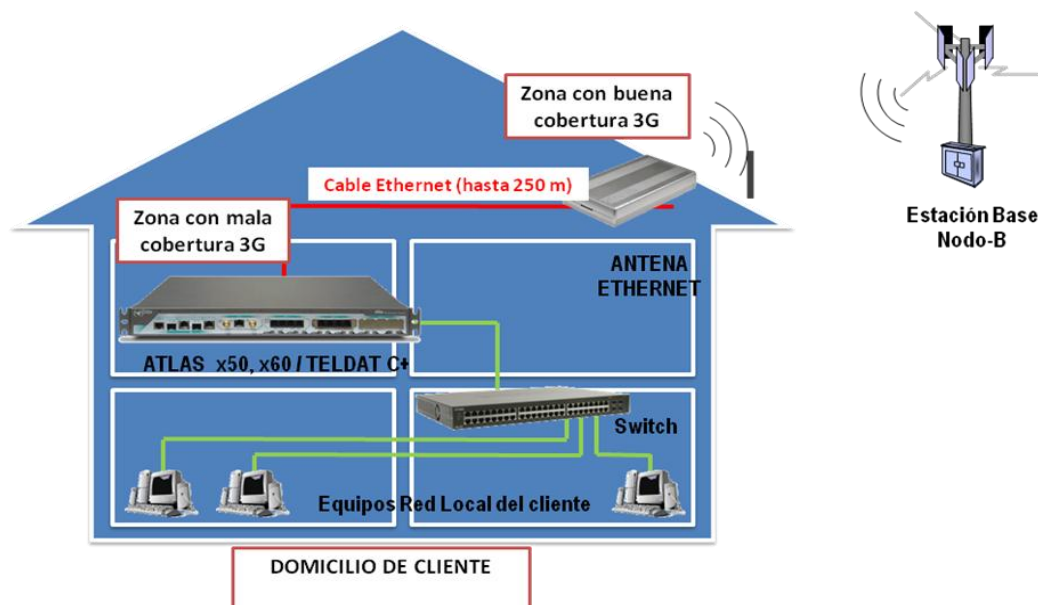 Zona con buena
cobertura 3G
Cable Ethernet (hasta 250 m)
Zona con mala
cobertura 3G
Estación Base
Nodo-B
ANTENA
ETHERNET
ATLAS x50, x60 / TELDAT C+
Switch
Equipos Red Local del cliente
DOMICILIO DE CLIENTE